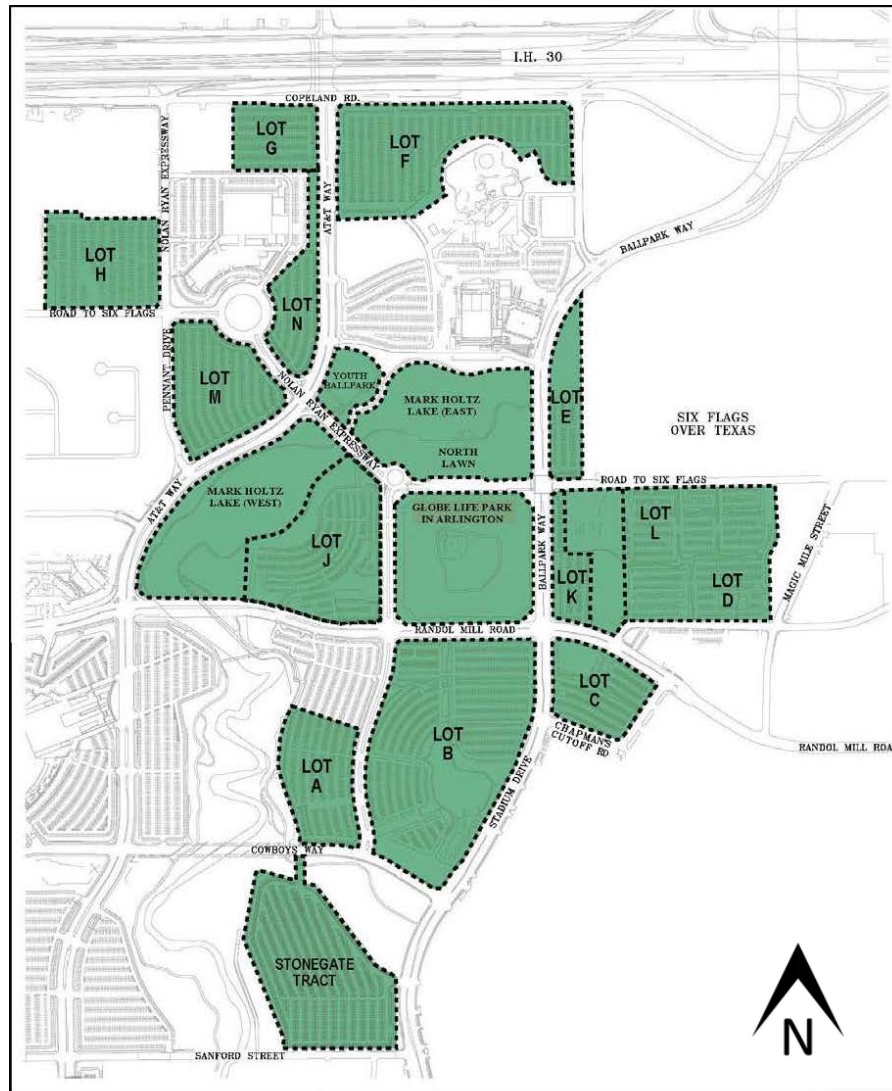 I.H. 30
COPELAND RD.
NOLAN RYAN EXPRESSWAY
LOT
G
LOT
F
AT&T WAY
BALLPARK WAY
LOT
H
LOT
N
ROAD TO SIX FLAGS
PENNANT DRIVE
LOT
M
YOUTH
BALLPARK
NOLAN RYAN EXPRESSWAY
MARK HOLTZ
LAKE (EAST)
NORTH
LAWN
LOT
E
SIX FLAGS
OVER TEXAS
ROAD TO SIX FLAGS
AT&T WAY
MARK HOLTZ
LAKE (WEST)
LOT
J
GLOBE LIFE PARK
IN ARLINGTON
BALLPARK WAY
LOT
K
LOT
L
LOT
D
MAGIC MILE STREET
RANDOL MILL ROAD
LOT
C
CHAPMAN'S
CUTOFF RD
RANDOL MILL ROA
LOT
B
LOT
A
STADIUM DRIVE
COWBOYS WAY
STONEGATE
TRACT
SANFORD STREET
N